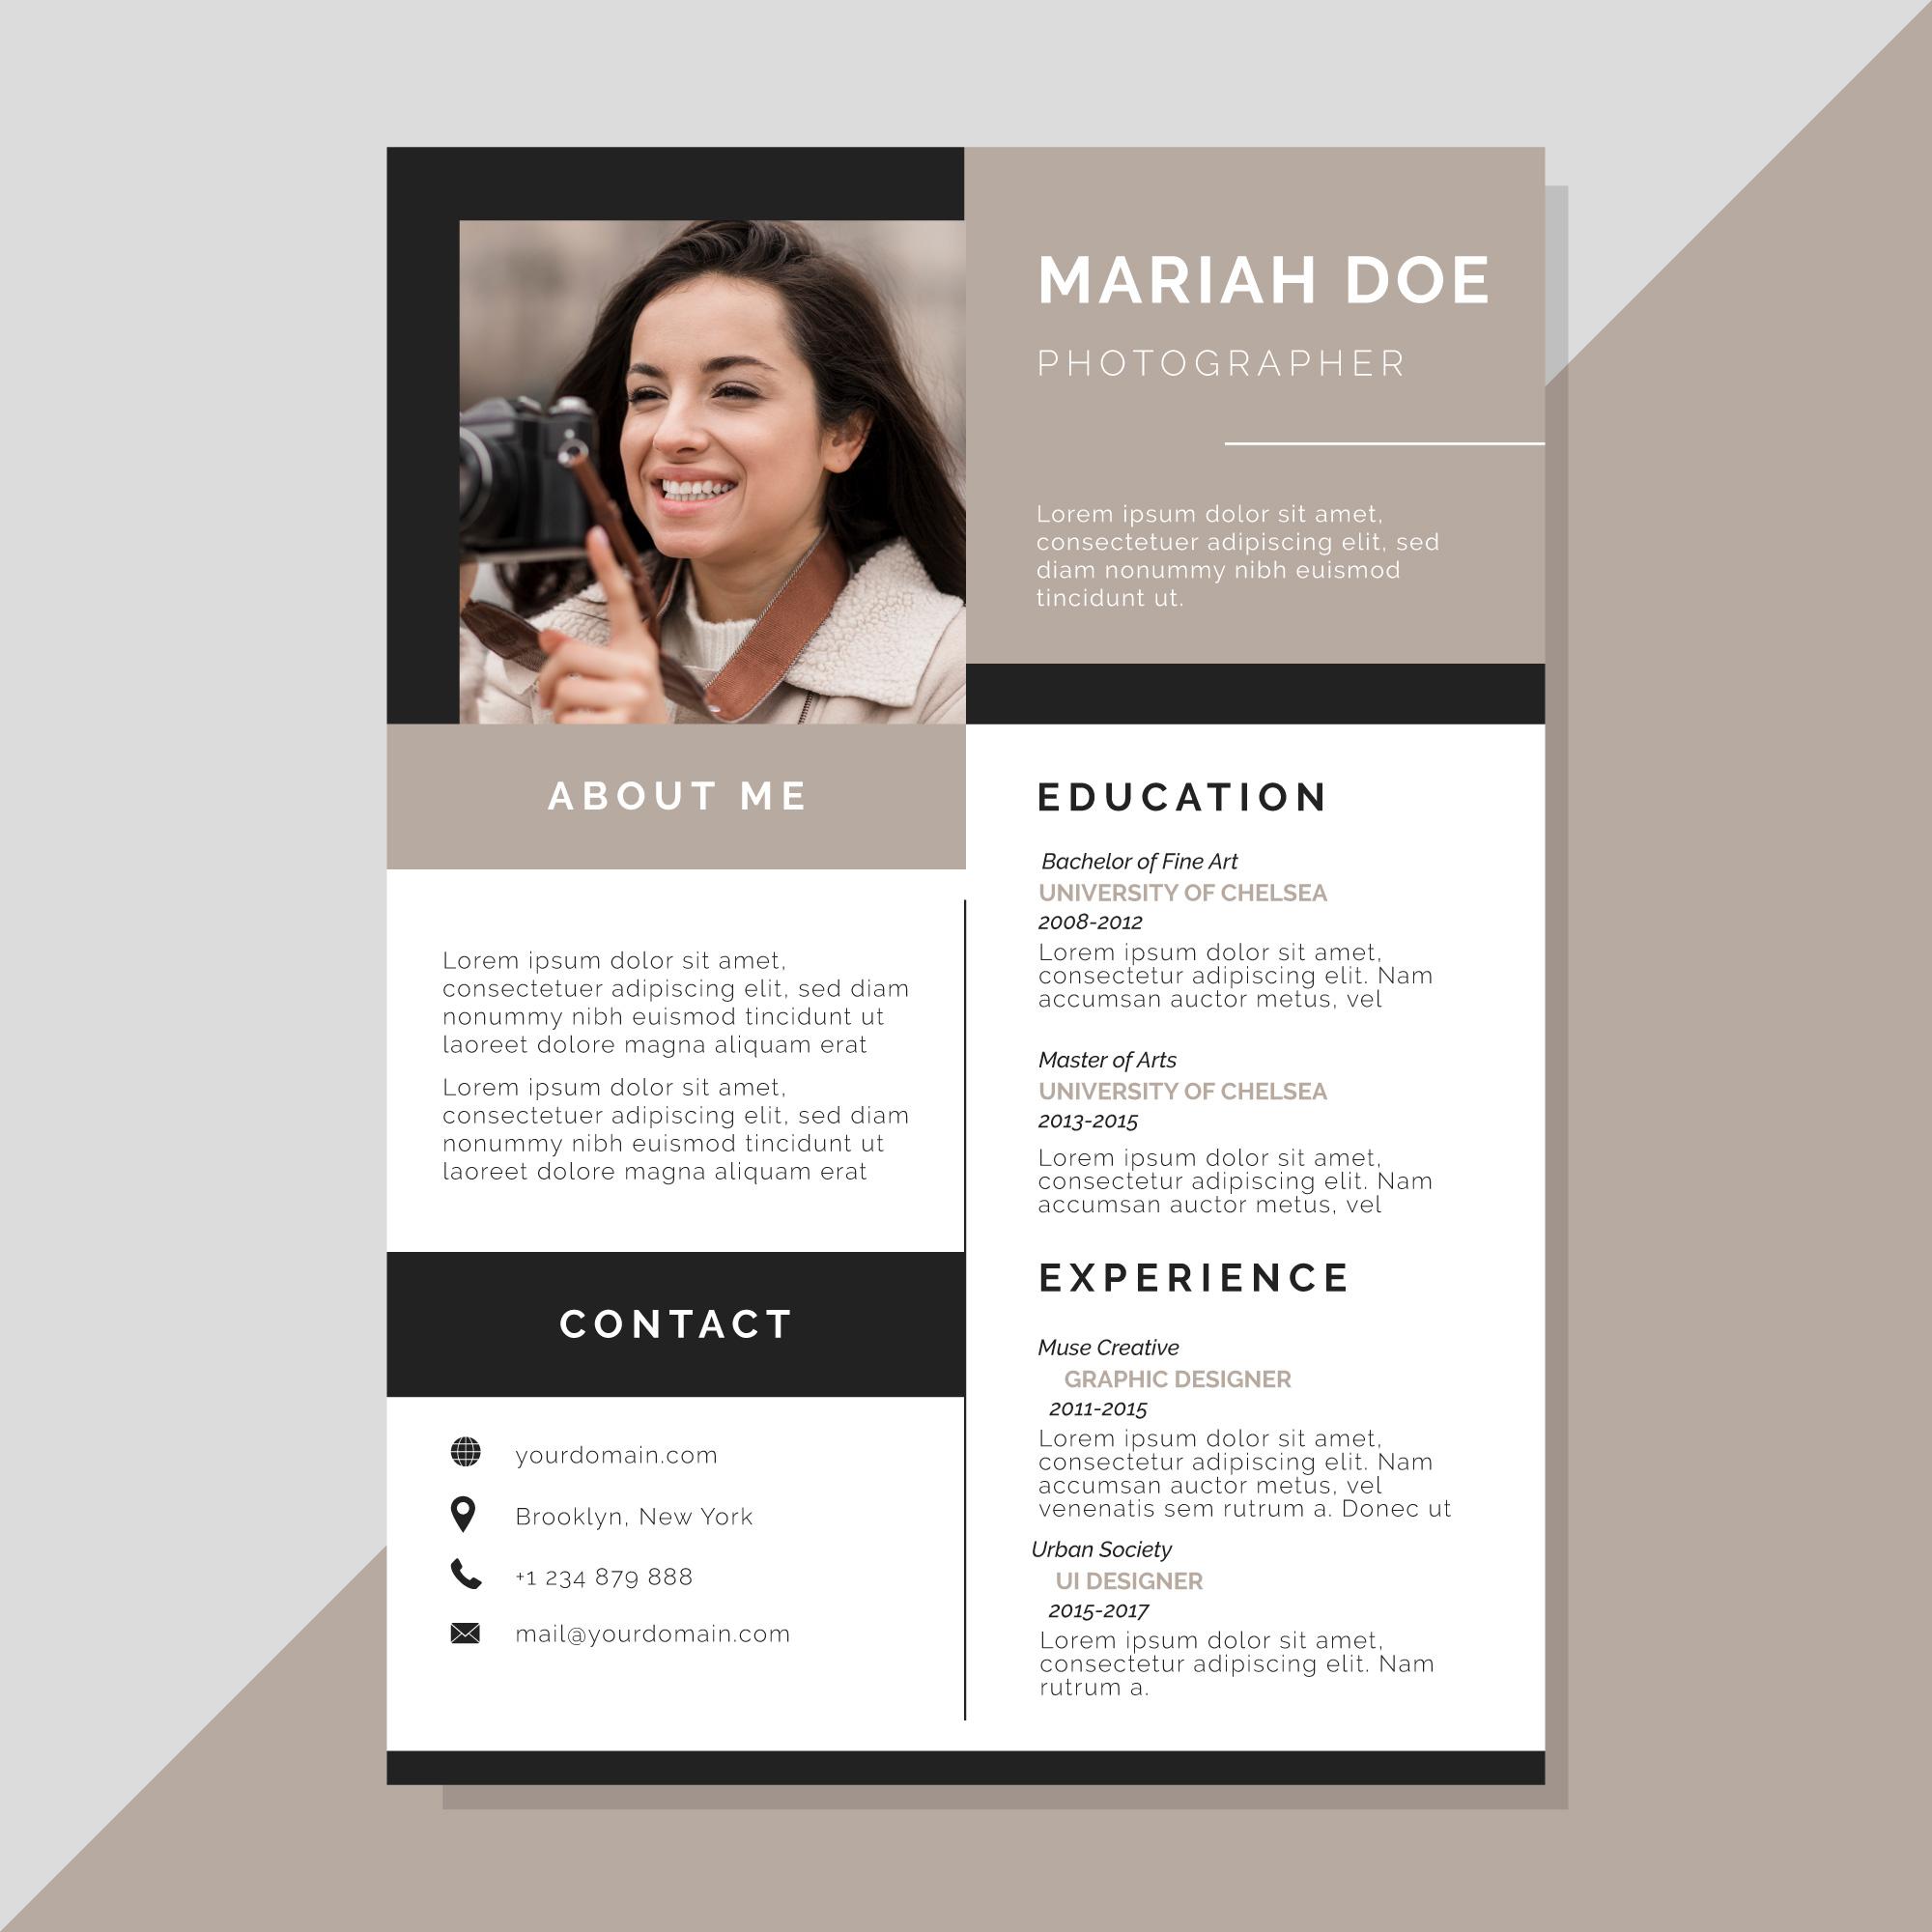 MARIAH DOE
PHOTOGRAPHER
Lorem ipsum dolor sit amet,
consectetuer adipiscing elit, sed
diam nonummy nibh euismod
tincidunt ut.
ABOUT ME
Lorem ipsum dolor sit amet,
consectetuer adipiscing elit, sed diam
nonummy nibh euismod tincidunt ut
laoreet dolore magna aliquam erat
Lorem ipsum dolor sit amet,
consectetuer adipiscing elit, sed diam
nonummy nibh euismod tincidunt ut
laoreet dolore magna aliquam erat
CONTACT
yourdomain.com
Brooklyn, New York
+1 234 879 888
mail@yourdomain.com
EDUCATION
Bachelor of Fine Art
UNIVERSITY OF CHELSEA
2008-2012
Lorem ipsum dolor sit amet,
consectetur adipiscing elit. Nam
accumsan auctor metus, vel
Master of Arts
UNIVERSITY OF CHELSEA
2013-2015
Lorem ipsum dolor sit amet,
consectetur adipiscing elit. Nam
accumsan auctor metus, vel
EXPERIENCE
Muse Creative
GRAPHIC DESIGNER
2011-2015
Lorem ipsum dolor sit amet,
consectetur adipiscing elit. Nam
accumsan auctor metus, vel
venenatis sem rutrum a. Donec ut
Urban Society
UI DESIGNER
2015-2017
Lorem ipsum dolor sit amet,
consectetur adipiscing elit. Nam
rutrum a.